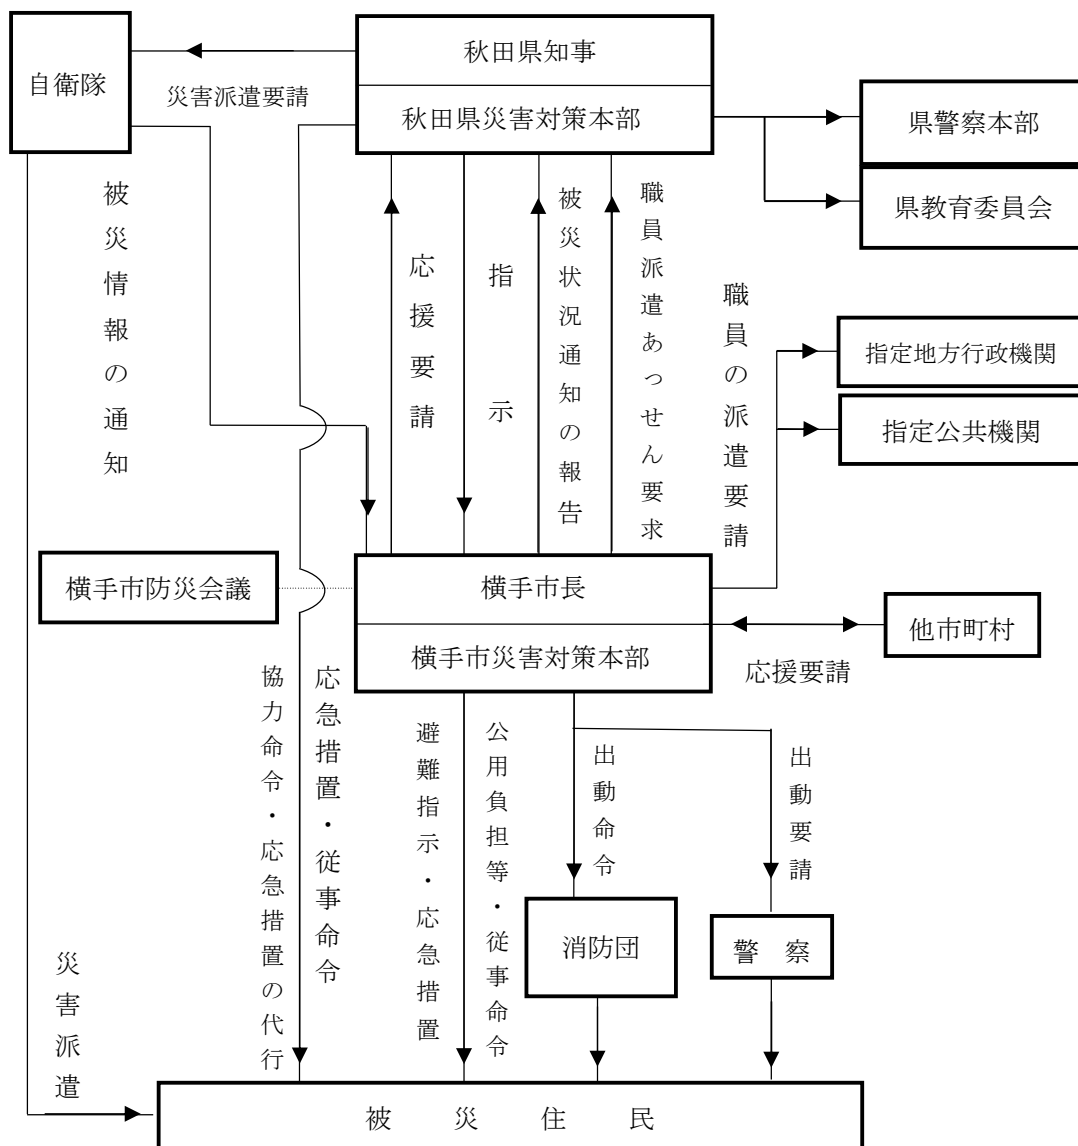 自衛隊
秋田県知事
災害派遣要請
秋田県災害対策本部
県警察本部
県教育委員会
被災情報の通知
応援要請
指示
被災状況通知の報告
職員派遣あっせん要求
職員の派遣要請
指定地方行政機関
指定公共機関
横手市防災会議
横手市長
横手市災害対策本部
他市町村
応援要請
協力命令・応急措置の代行
応急措置・従事命令
避難指示・応急措置
公用負担等・従事命令
出動命令
出動要請
消防団
警　察
災害派遣
被　災　住　民